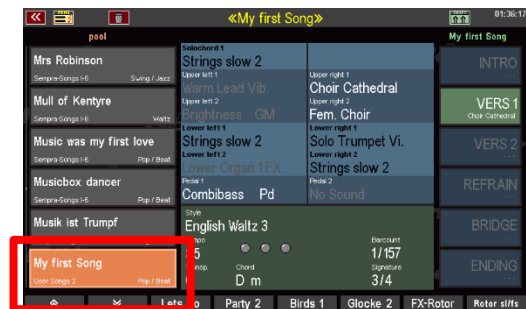 «My first Song»
01:36:17
pool
My first Song
Mrs Robinson
Sempra-Songs I-6 Swing / Jazz
Mull of Kentyre
Sempra-Songs I-6 Waltz
Music was my first love
Sempra-Songs I-6 Pop / Beat
Musicbox dancer
Sempra-Songs I-6 Pop / Beat
Musik ist Trumpf
My first Song
User Songs 2 Pop / Beat
Selochord 1
Strings slow 2
Upper left 1
Warm Lead Vib.
Upper right 1
Choir Cathedral
Upper left 2
Brightness GM
Upper right 2
Fem. Choir
Lower left 1
Strings slow 2
Lower right 1
Solo Trumpet Vi.
Lower left 2
Lower Organ 1FX
Lower right 2
Strings slow 2
Pedal 1
Combibass Pd
Pedal 2
No Sound
Style
English Waltz 3
Barcount
1/157
Chord
D m
Signature
3/4
INTRO
VERS 1
Choir Cathedral
VERS 2
REFRAIN
BRIDGE
ENDING
Party 2
Birds 1
Glocke 2
FX-Rotor
Rotor sl/fs